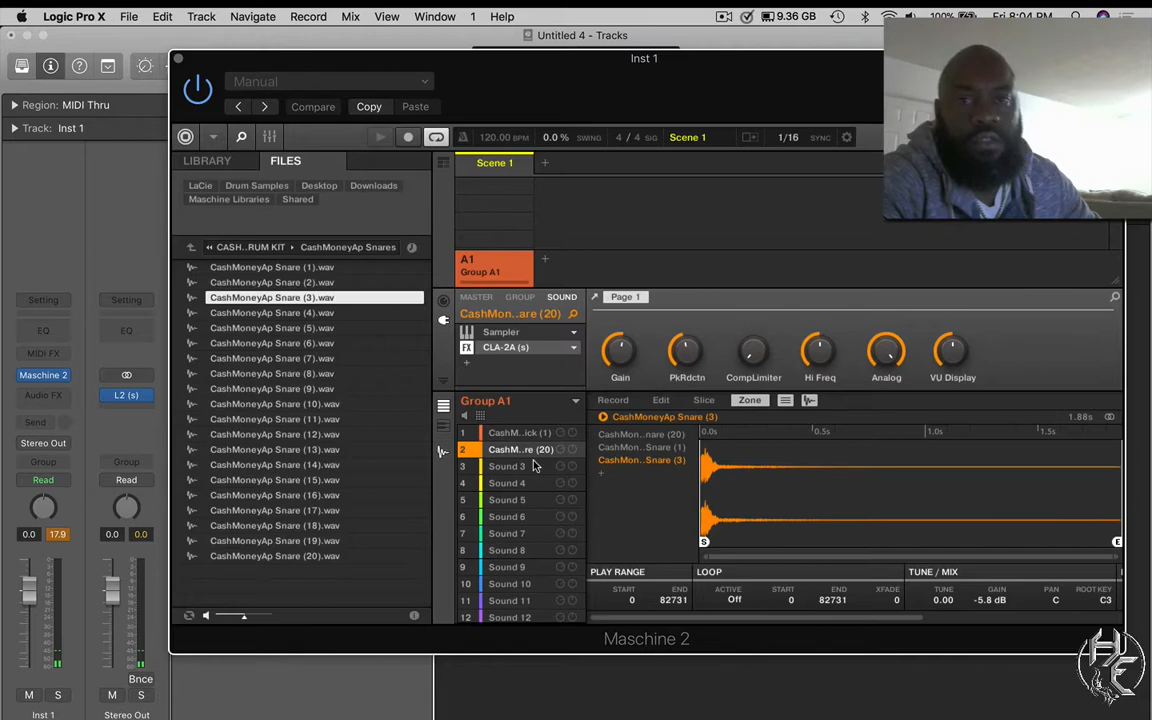 Logic Pro X File Edit Track Navigate Record Mix View Window 1 Help 9.36 GB 100% Fri 8:04 PM
Untitled 4 - Tracks
Inst 1
Manual
Compare Copy Paste
Region: MIDI Thru
Track: Inst 1
120.00 BPM 0.0 % SWING 4 / 4 SIG Scene 1 1/16 SYNC
LIBRARY FILES
LaCie Drum Samples Desktop Downloads
Maschine Libraries Shared
CASH..RUM KIT CashMoneyAp Snares
CashMoneyAp Snare (1).wav
CashMoneyAp Snare (2).wav
CashMoneyAp Snare (3).wav
CashMoneyAp Snare (4).wav
CashMoneyAp Snare (5).wav
CashMoneyAp Snare (6).wav
CashMoneyAp Snare (7).wav
CashMoneyAp Snare (8).wav
CashMoneyAp Snare (9).wav
CashMoneyAp Snare (10).wav
CashMoneyAp Snare (11).wav
CashMoneyAp Snare (12).wav
CashMoneyAp Snare (13).wav
CashMoneyAp Snare (14).wav
CashMoneyAp Snare (15).wav
CashMoneyAp Snare (16).wav
CashMoneyAp Snare (17).wav
CashMoneyAp Snare (18).wav
CashMoneyAp Snare (19).wav
CashMoneyAp Snare (20).wav
Scene 1
A1
Group A1
MASTER GROUP SOUND
CashMon..are (20)
Sampler
FX CLA-2A (s)
Page 1
Gain PkRdctn CompLimiter Hi Freq Analog VU Display
Group A1
1 CashM..ick (1)
2 CashM..re (20)
3 Sound 3
4 Sound 4
5 Sound 5
6 Sound 6
7 Sound 7
8 Sound 8
9 Sound 9
10 Sound 10
11 Sound 11
12 Sound 12
Record Edit Slice Zone
CashMoneyAp Snare (3) 1.88s
CashMon..nare (20)
CashMon..Snare (1)
CashMon..Snare (3)
0.0s 0.5s 1.0s 1.5s
S E
PLAY RANGE LOOP TUNE / MIX
START END ACTIVE START END XFADE TUNE GAIN PAN ROOT KEY
0 82731 Off 0 82731 0 0.00 -5.8 dB C C3
Maschine 2
Setting Setting
EQ EQ
MIDI FX
Maschine 2
Audio FX L2 (s)
Send
Stereo Out
Group Group
Read Read
0.0 17.9 0.0 0.0
Bnce
M S M S
Inst 1 Stereo Out